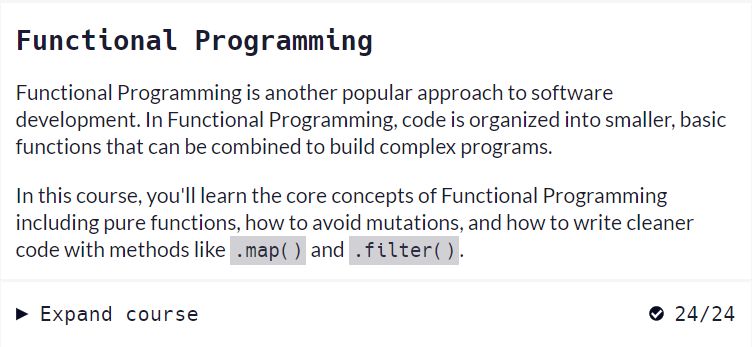 Functional Programming
Functional Programming is another popular approach to software
development. In Functional Programming, code is organized into smaller, basic
functions that can be combined to build complex programs.
In this course, you'll learn the core concepts of Functional Programming
including pure functions, how to avoid mutations, and how to write cleaner
code with methods like .map() and .filter().
Expand course 24/24